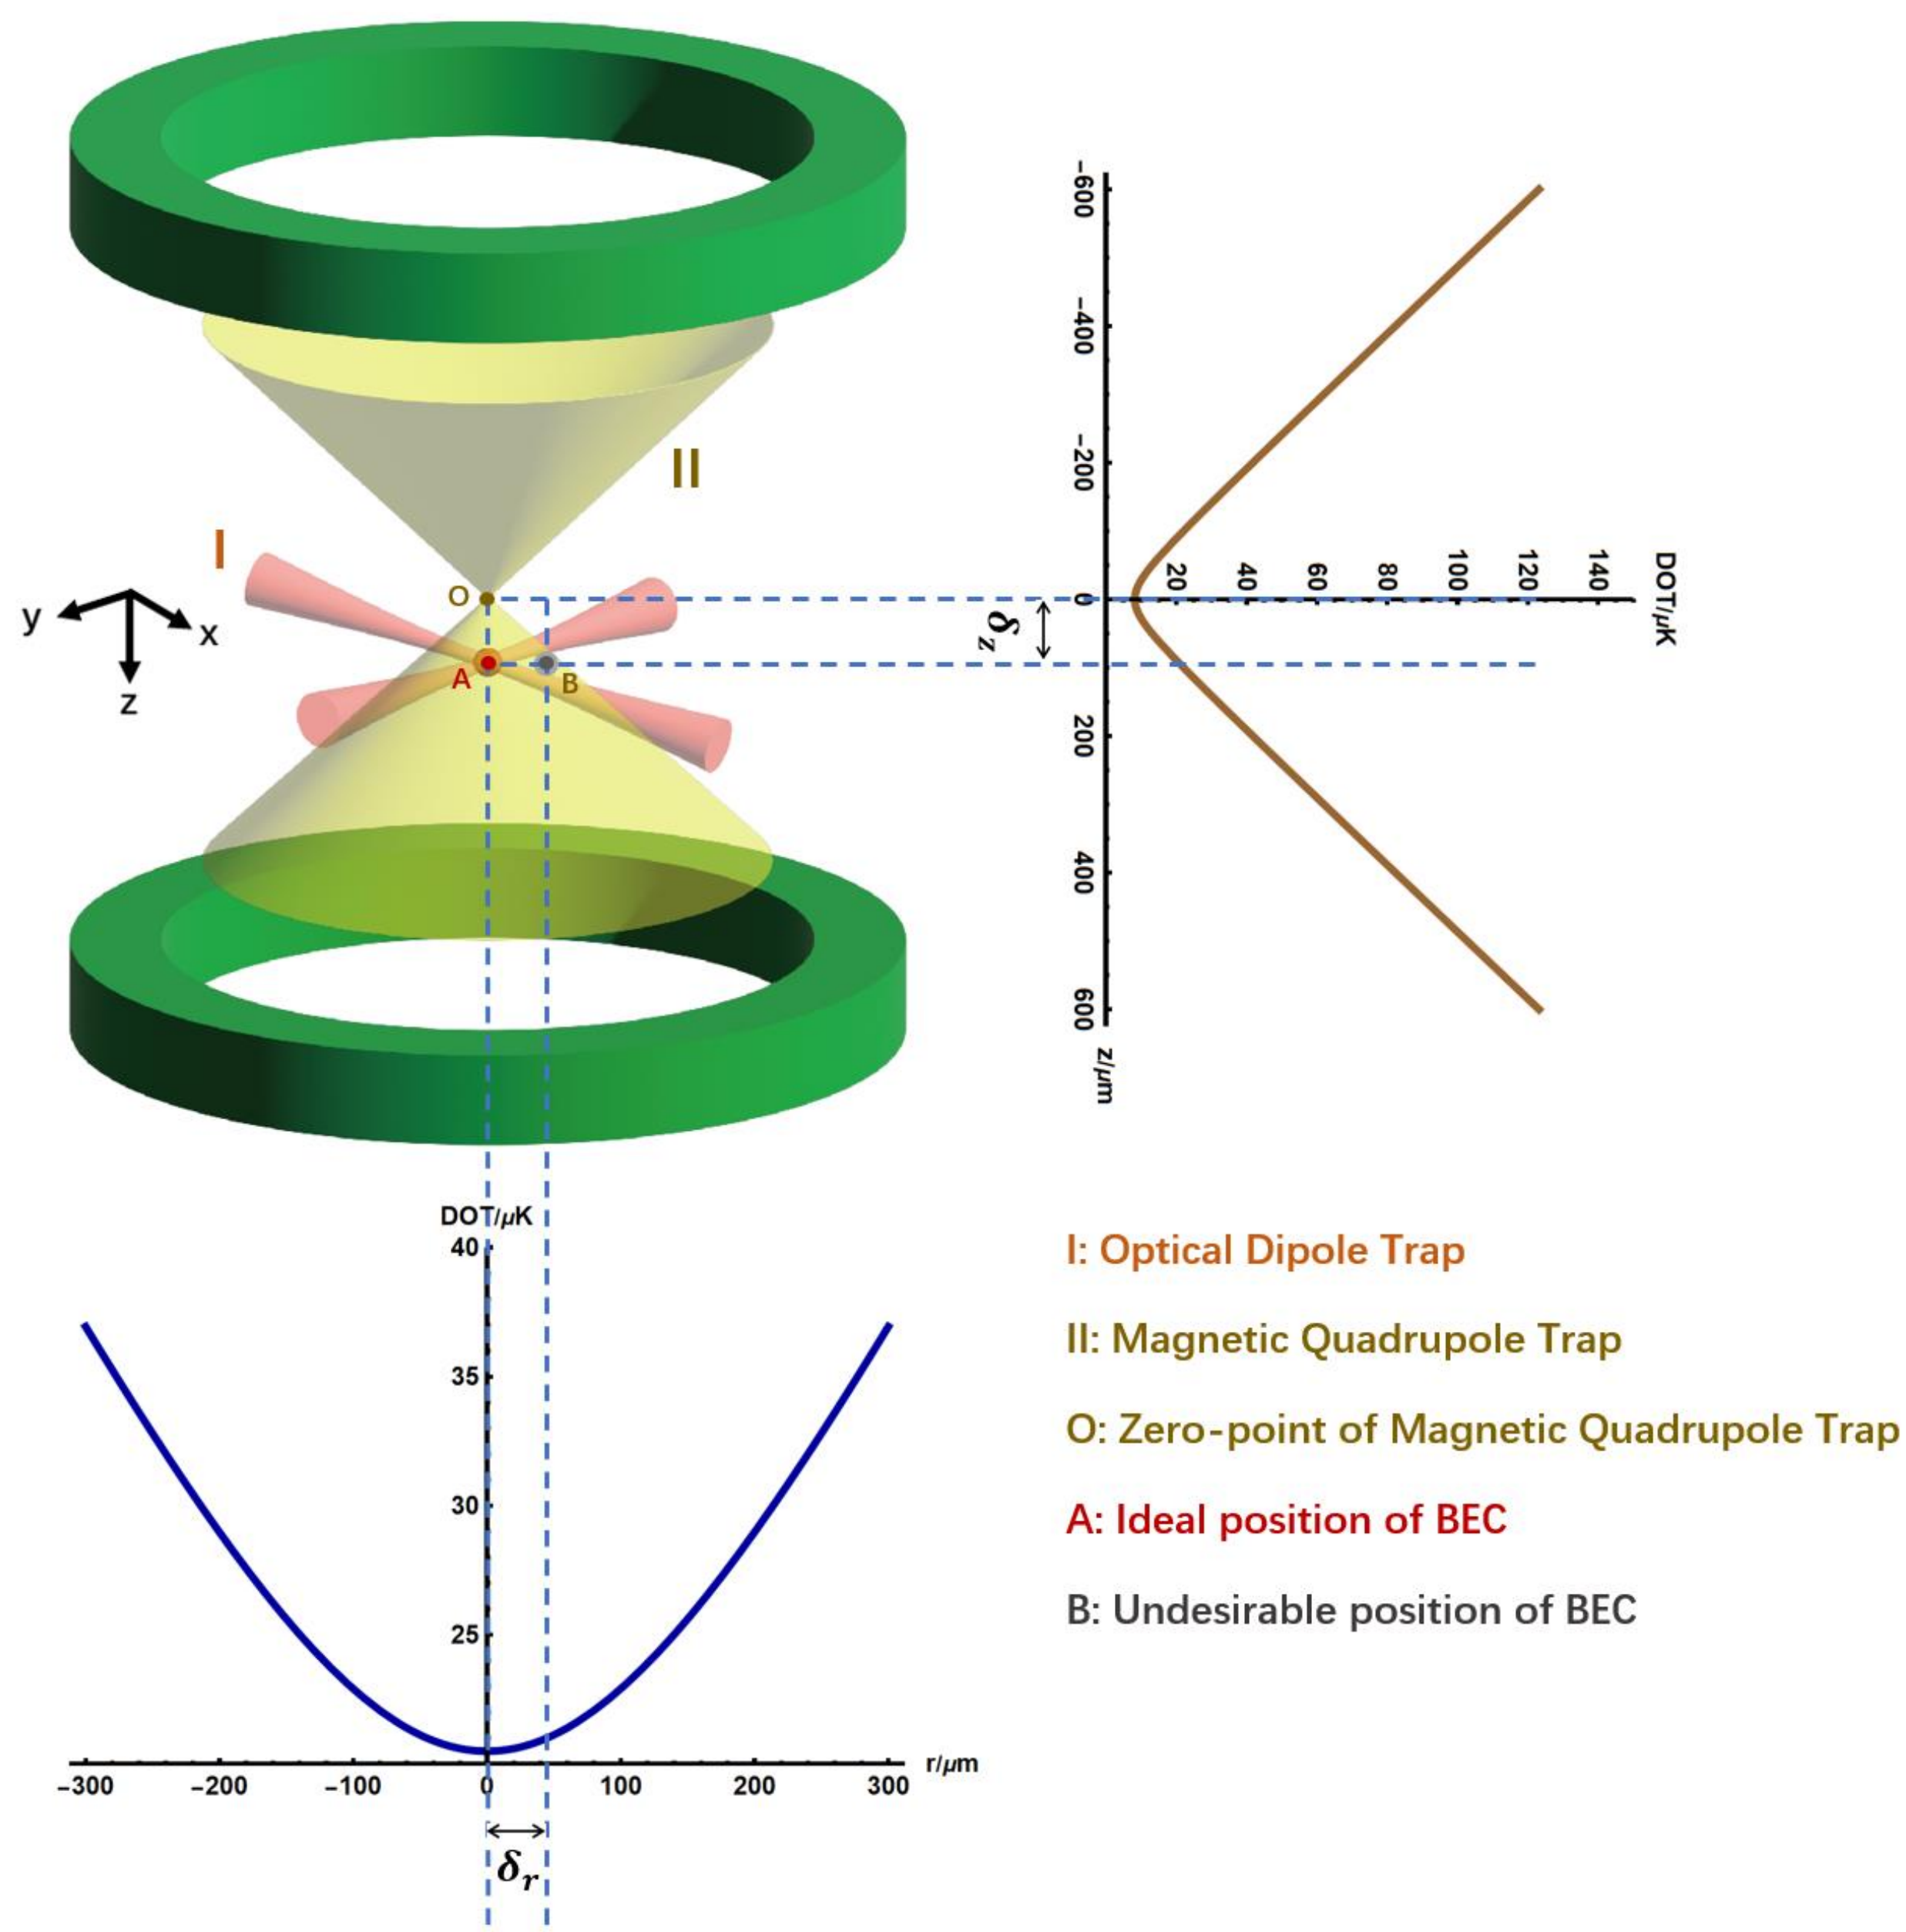 II
I
O
A
B
y
x
z
δz
−600
−400
−200
0
200
400
600
z/μm
20
40
60
80
100
120
140
DOT/μK
DOT/μK
40
35
30
25
−300
−200
−100
0
100
200
300
r/μm
δr
I: Optical Dipole Trap
II: Magnetic Quadrupole Trap
O: Zero-point of Magnetic Quadrupole Trap
A: Ideal position of BEC
B: Undesirable position of BEC